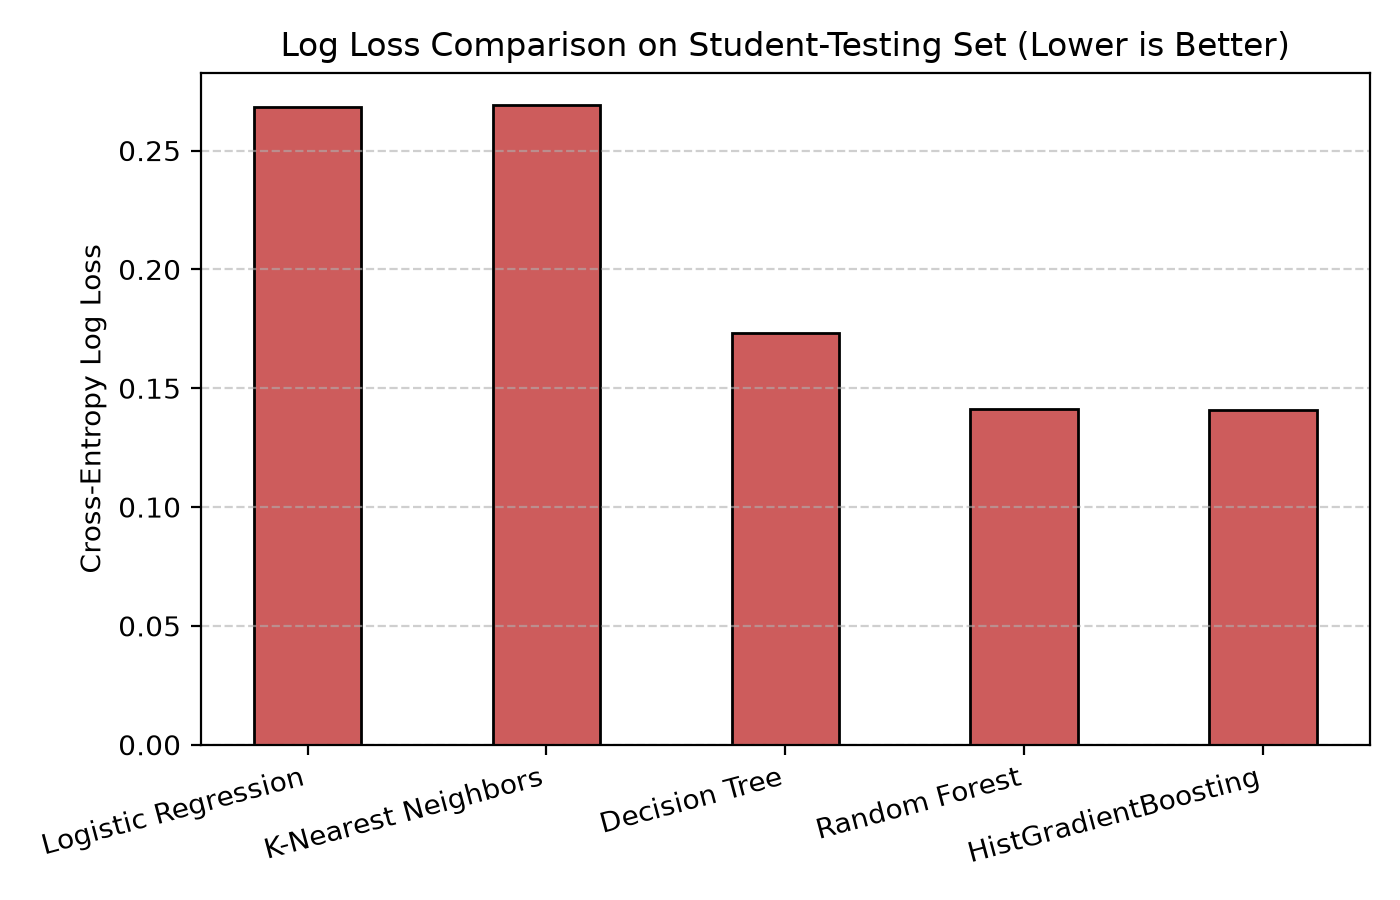 Log Loss Comparison on Student-Testing Set (Lower is Better)
Cross-Entropy Log Loss
0.25
0.20
0.15
0.10
0.05
0.00
Logistic Regression
K-Nearest Neighbors
Decision Tree
Random Forest
HistGradientBoosting